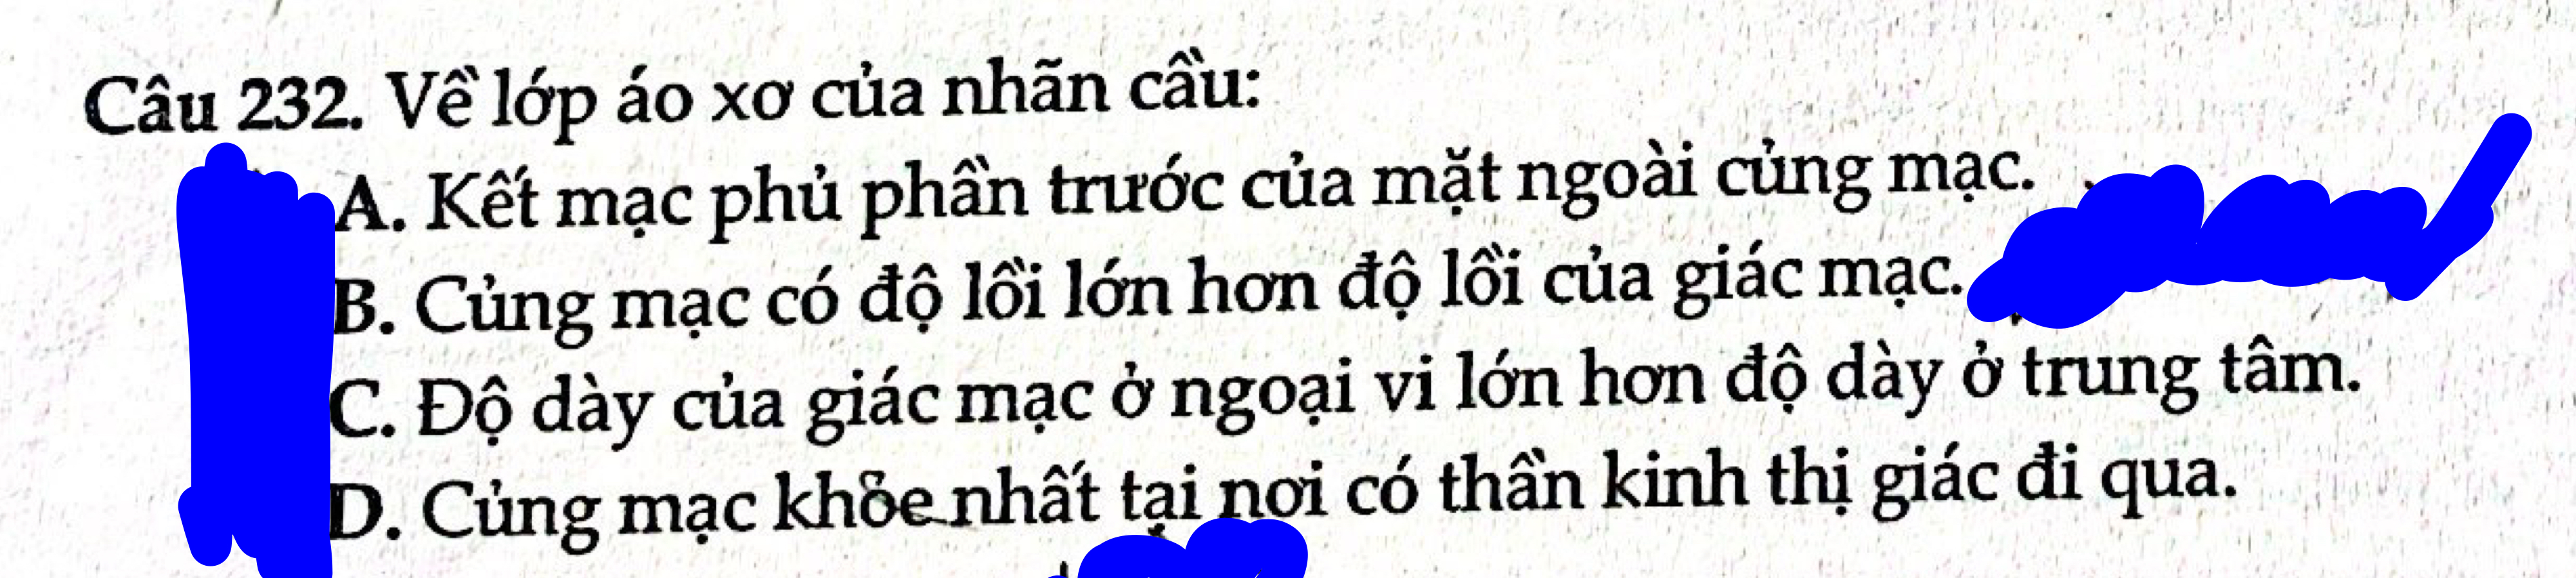 Câu 232. Về lớp áo xơ của nhãn cầu:
A. Kết mạc phủ phần trước của mặt ngoài củng mạc.
B. Củng mạc có độ lồi lớn hơn độ lồi của giác mạc.
C. Độ dày của giác mạc ở ngoại vi lớn hơn độ dày ở trung tâm.
D. Củng mạc khỏe nhất tại nơi có thần kinh thị giác đi qua.